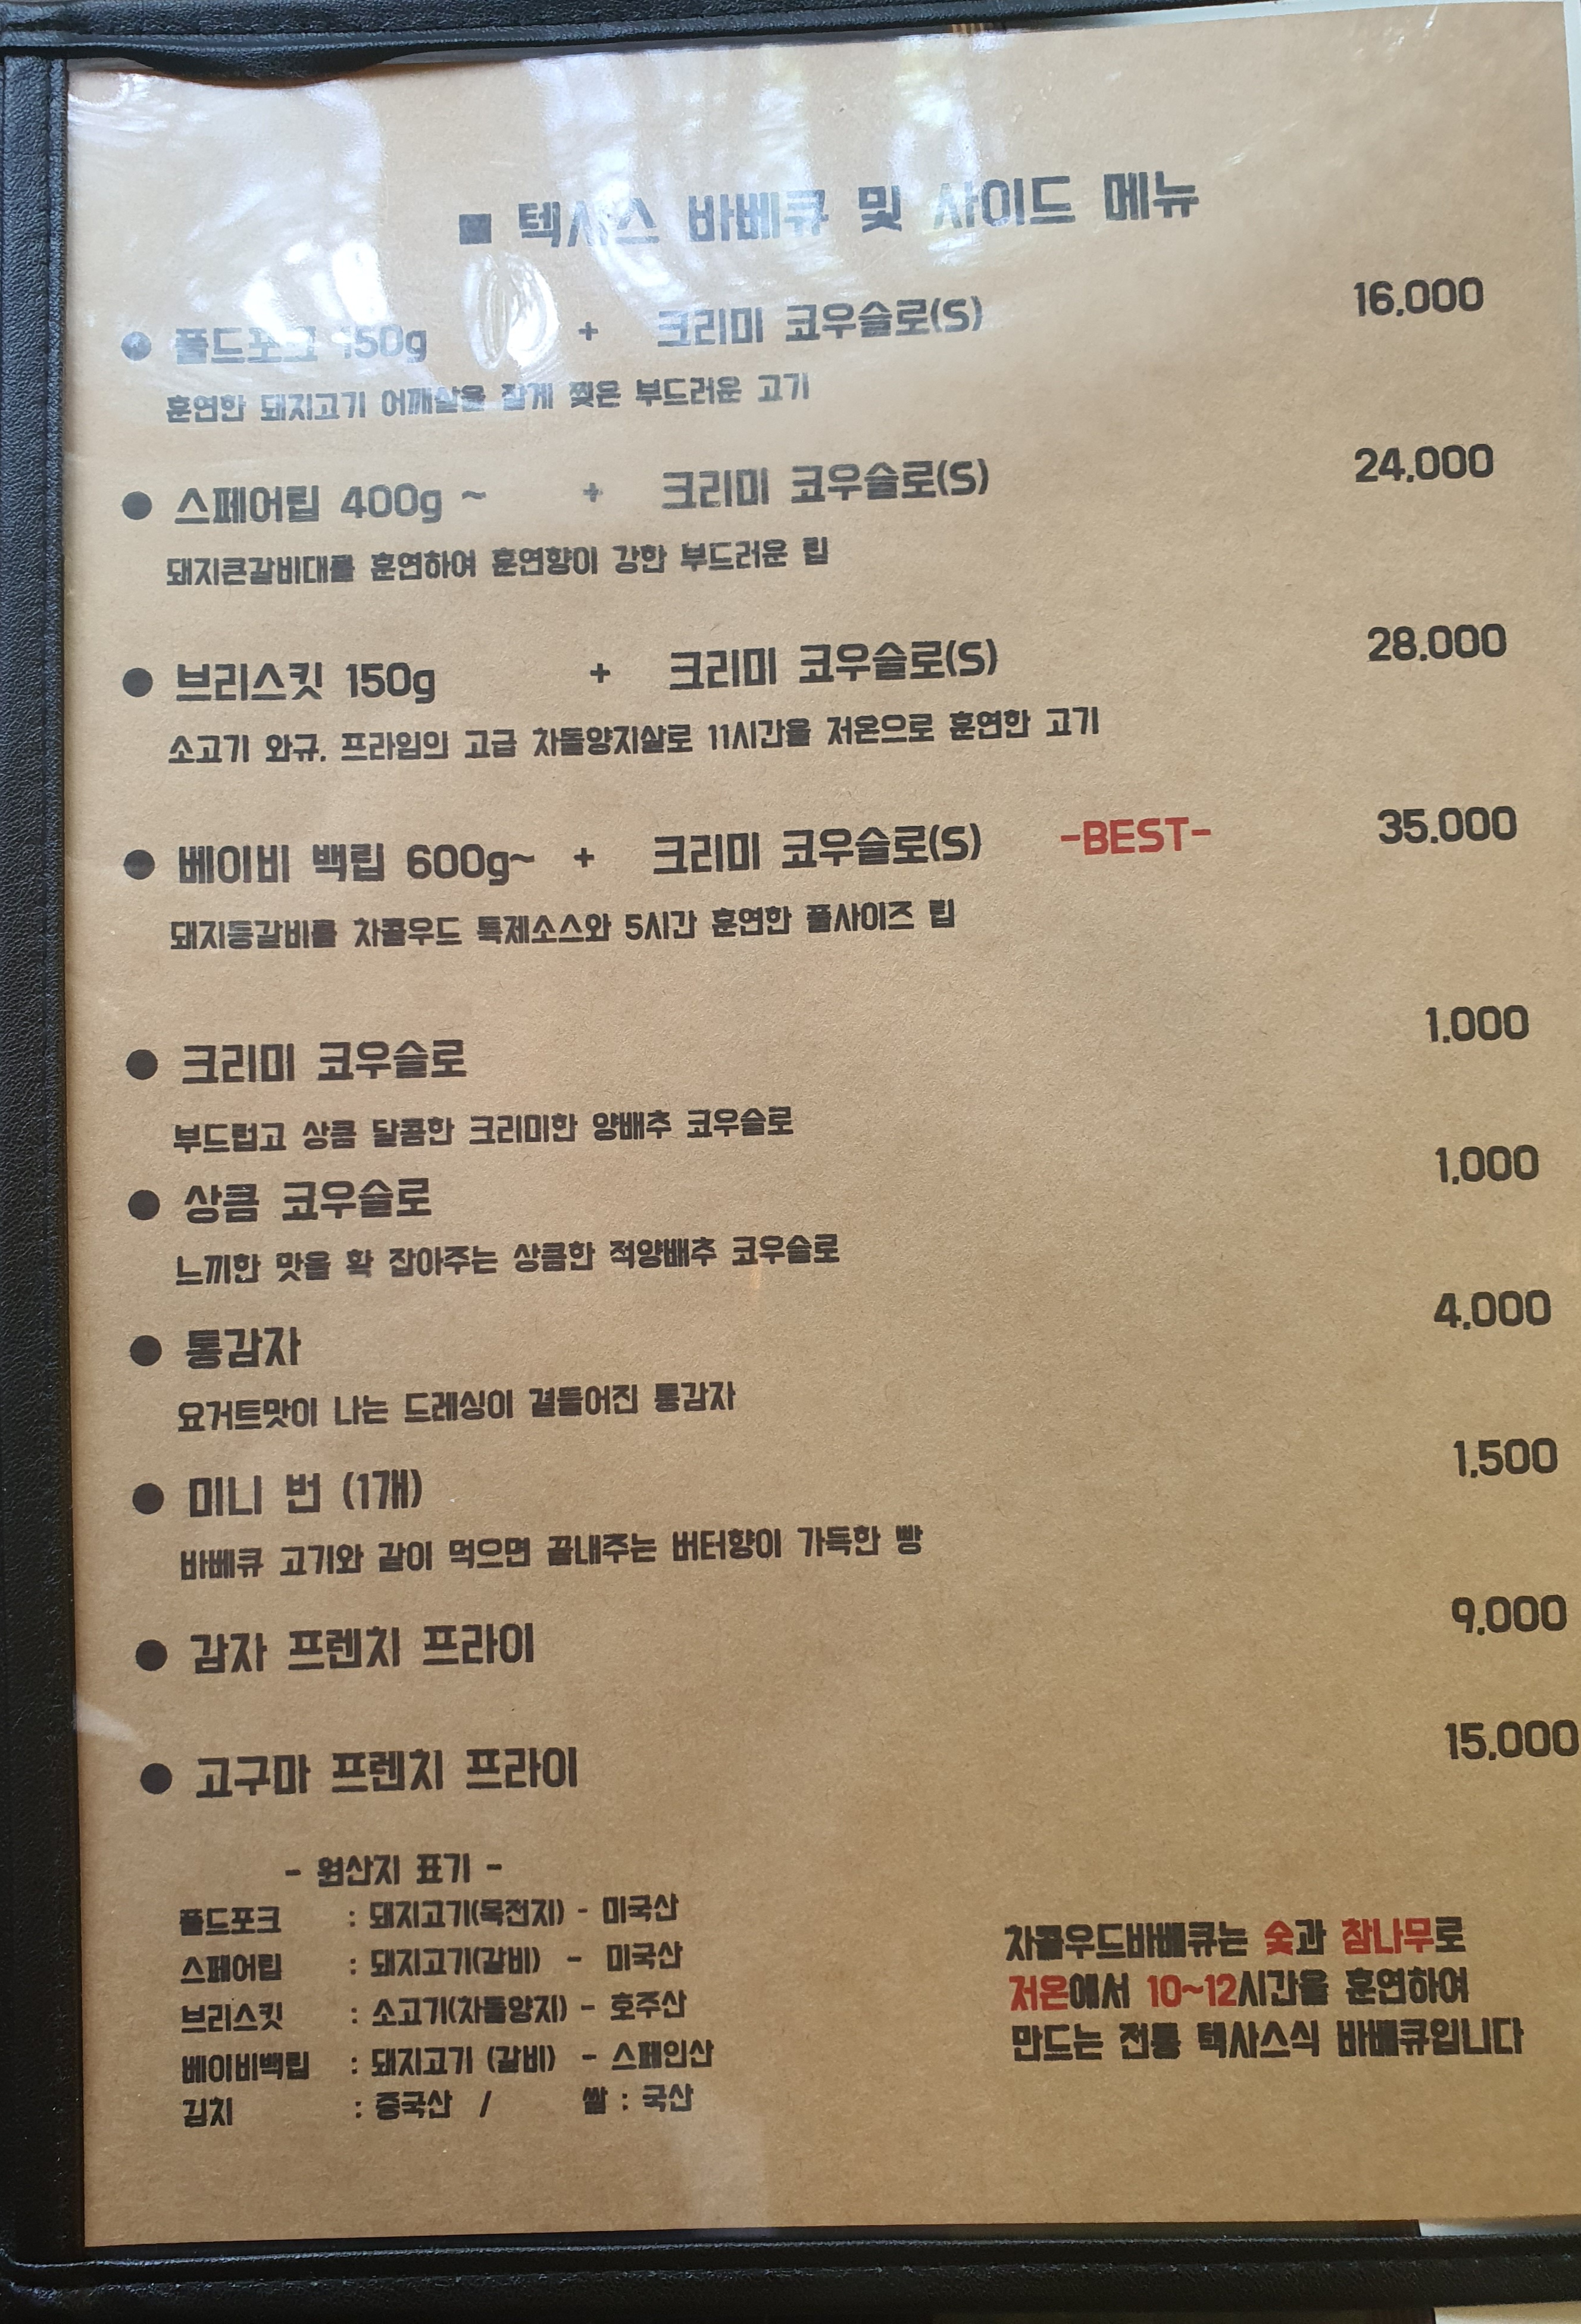 ■ 텍사스 바베큐 및 사이드 메뉴
● 풀드포크 150g + 크리미 코우슬로(S) 16,000
훈연한 돼지고기 어깨살을 잘게 찢은 부드러운 고기
● 스페어립 400g ~ + 크리미 코우슬로(S) 24,000
돼지큰갈비대를 훈연하여 훈연향이 강한 부드러운 립
● 브리스킷 150g + 크리미 코우슬로(S) 28,000
소고기 와규, 프라임의 고급 차돌양지살로 11시간을 저온으로 훈연한 고기
● 베이비 백립 600g~ + 크리미 코우슬로(S) -BEST- 35,000
돼지등갈비를 차콜우드 특제소스와 5시간 훈연한 풀사이즈 립
● 크리미 코우슬로 1,000
부드럽고 상큼 달콤한 크리미한 양배추 코우슬로
● 상큼 코우슬로 1,000
느끼한 맛을 확 잡아주는 상큼한 적양배추 코우슬로
● 통감자 4,000
요거트맛이 나는 드레싱이 곁들어진 통감자
● 미니 번 (1개) 1,500
바베큐 고기와 같이 먹으면 끝내주는 버터향이 가득한 빵
● 감자 프렌치 프라이 9,000
● 고구마 프렌치 프라이 15,000
- 원산지 표기 -
풀드포크 : 돼지고기(목전지) - 미국산
스페어립 : 돼지고기(갈비) - 미국산
브리스킷 : 소고기(차돌양지) - 호주산
베이비백립 : 돼지고기 (갈비) - 스페인산
김치 : 중국산 / 쌀 : 국산
차콜우드바베큐는 숯과 참나무로
저온에서 10~12시간을 훈연하여
만드는 전통 텍사스식 바베큐입니다